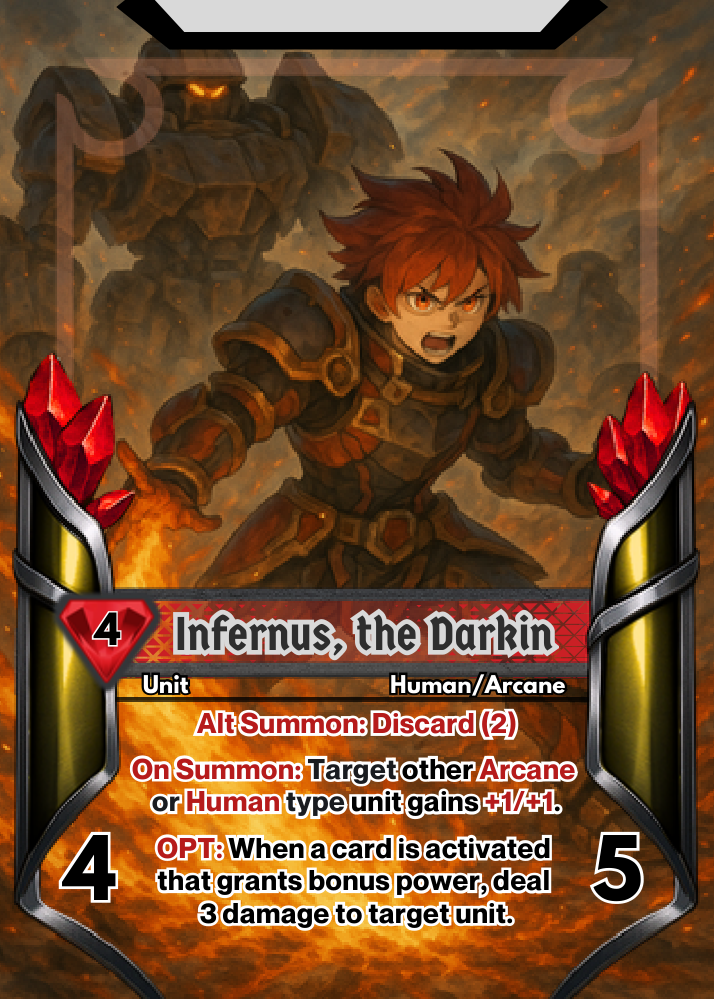 4
Infernus, the Darkin
Unit
Human/Arcane
Alt Summon: Discard (2)
On Summon: Target other Arcane
or Human type unit gains +1/+1.
OPT: When a card is activated
that grants bonus power, deal
3 damage to target unit.
4
5